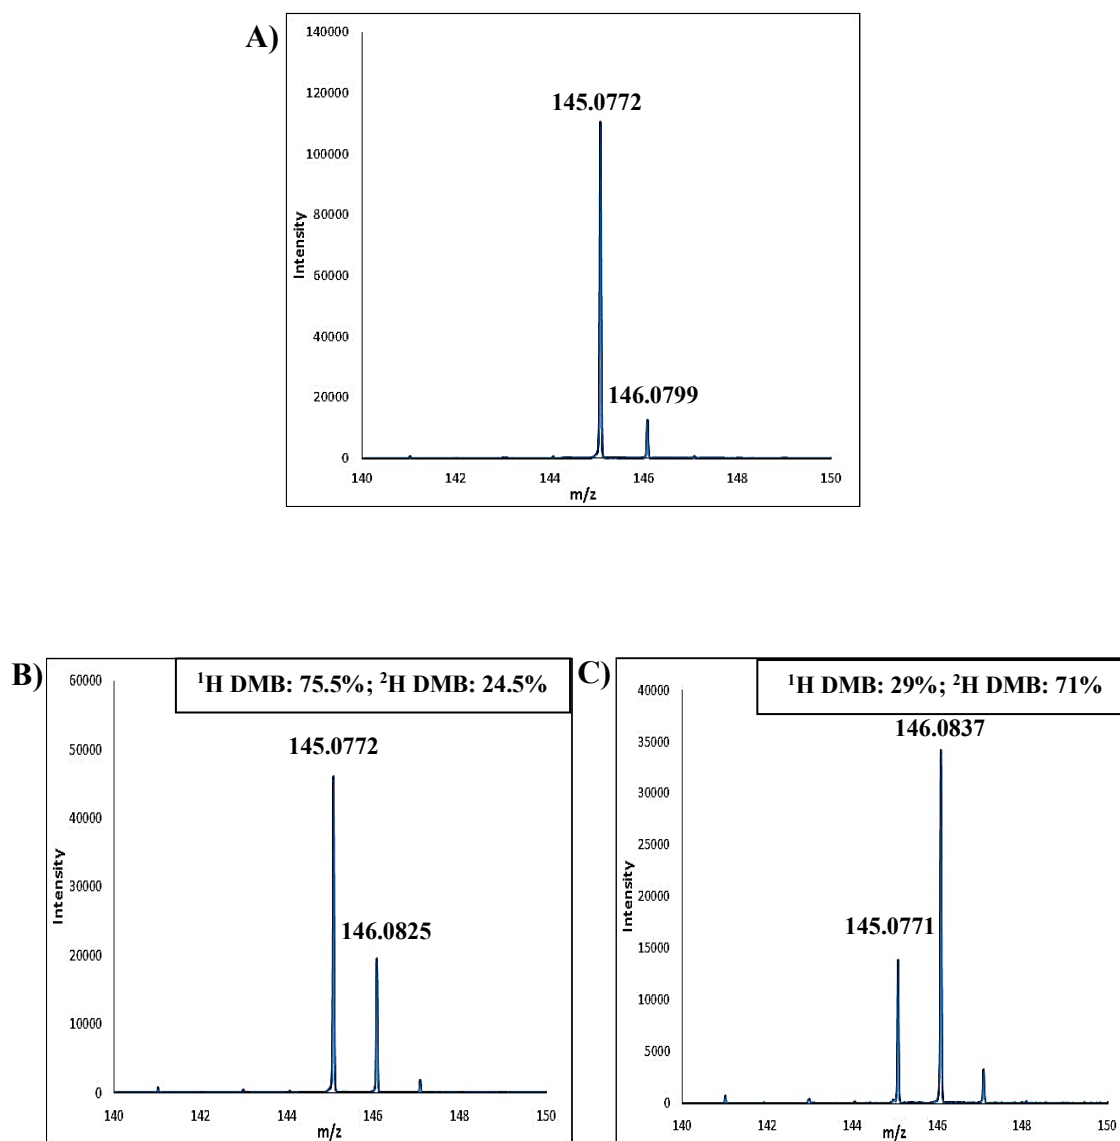 A)
140000
120000
100000
80000
60000
40000
20000
0
Intensity
145.0772
146.0799
140 142 144 146 148 150
m/z
B)
¹H DMB: 75.5%; ²H DMB: 24.5%
60000
50000
40000
30000
20000
10000
0
Intensity
145.0772
146.0825
140 142 144 146 148 150
m/z
C)
¹H DMB: 29%; ²H DMB: 71%
40000
35000
30000
25000
20000
15000
10000
5000
0
Intensity
146.0837
145.0771
140 142 144 146 148 150
m/z